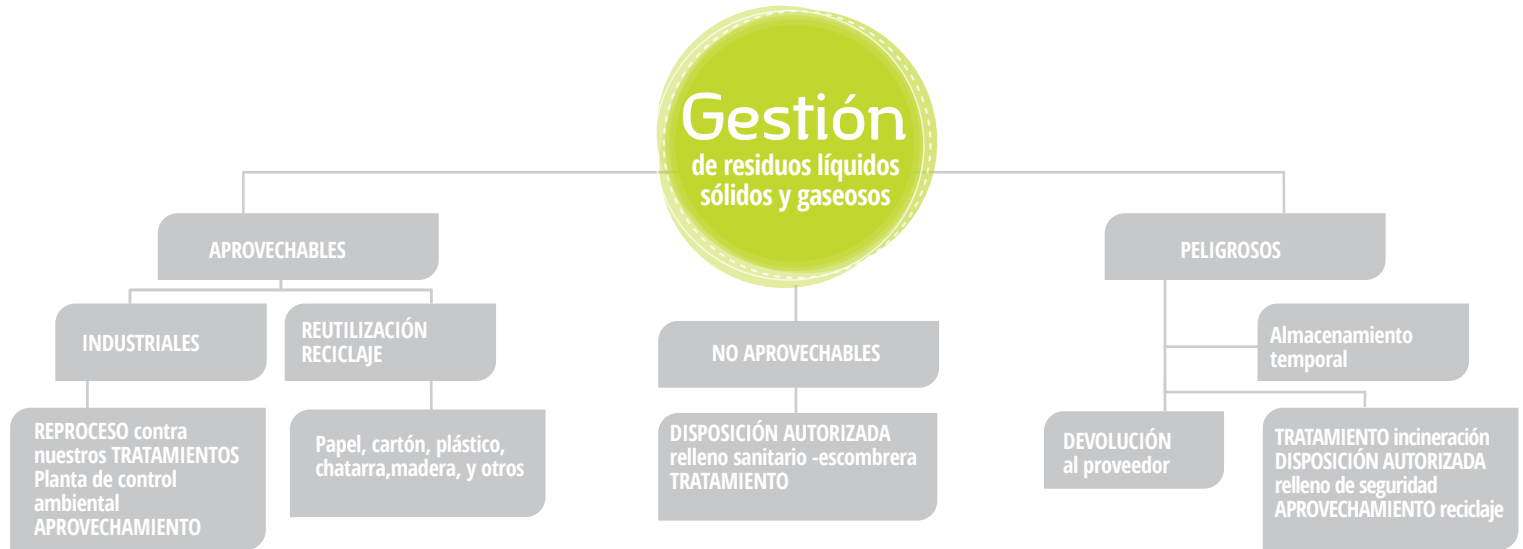 Gestión
de residuos líquidos
sólidos y gaseosos
APROVECHABLES
PELIGROSOS
INDUSTRIALES
REUTILIZACIÓN
RECICLAJE
NO APROVECHABLES
Almacenamiento
temporal
REPROCESO contra
nuestros TRATAMIENTOS
Planta de control
ambiental
APROVECHAMIENTO
Papel, cartón, plástico,
chatarra,madera, y otros
DISPOSICIÓN AUTORIZADA
relleno sanitario -escombrera
TRATAMIENTO
DEVOLUCIÓN
al proveedor
TRATAMIENTO incineración
DISPOSICIÓN AUTORIZADA
relleno de seguridad
APROVECHAMIENTO reciclaje